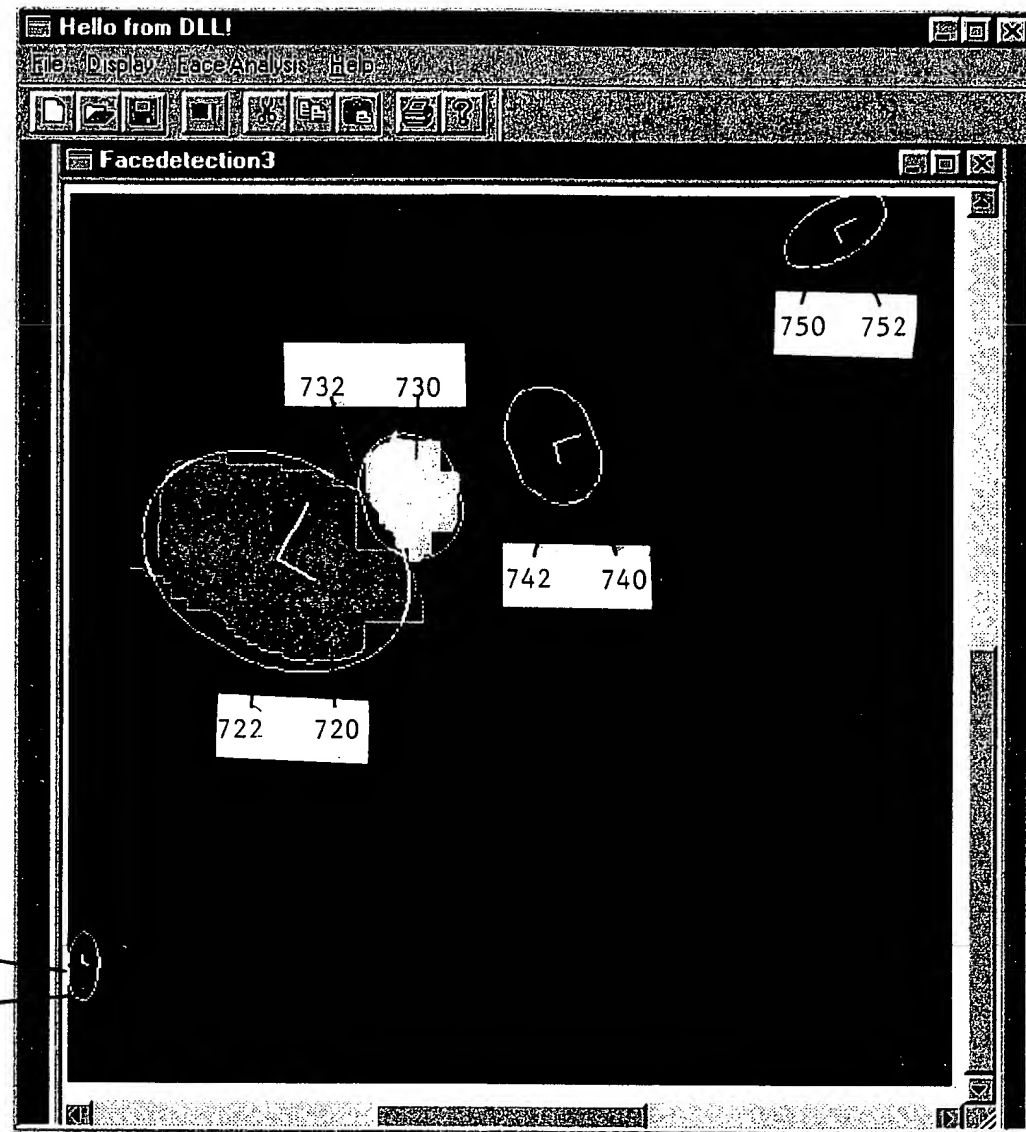 Hello from DLL!
File Display Face Analysis Help
Facedetection3
750 752
732 730
742 740
722 720